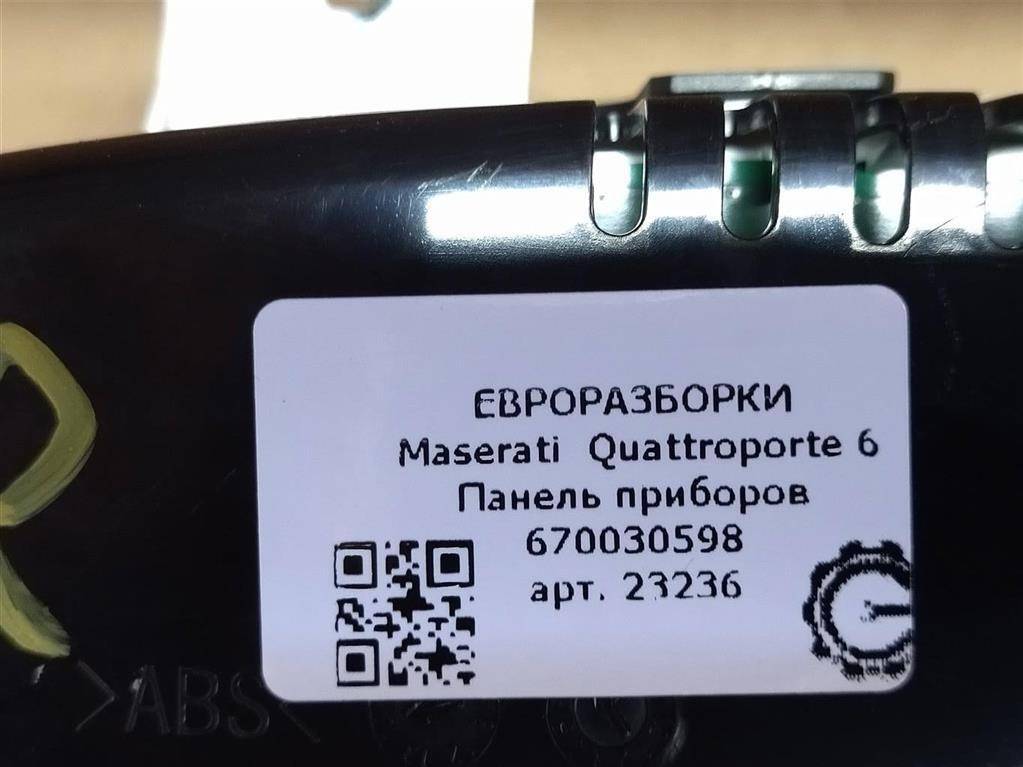 ЕВРОРАЗБОРКИ
Maserati Quattroporte 6
Панель приборов
670030598
арт. 23236
R
>ABS<